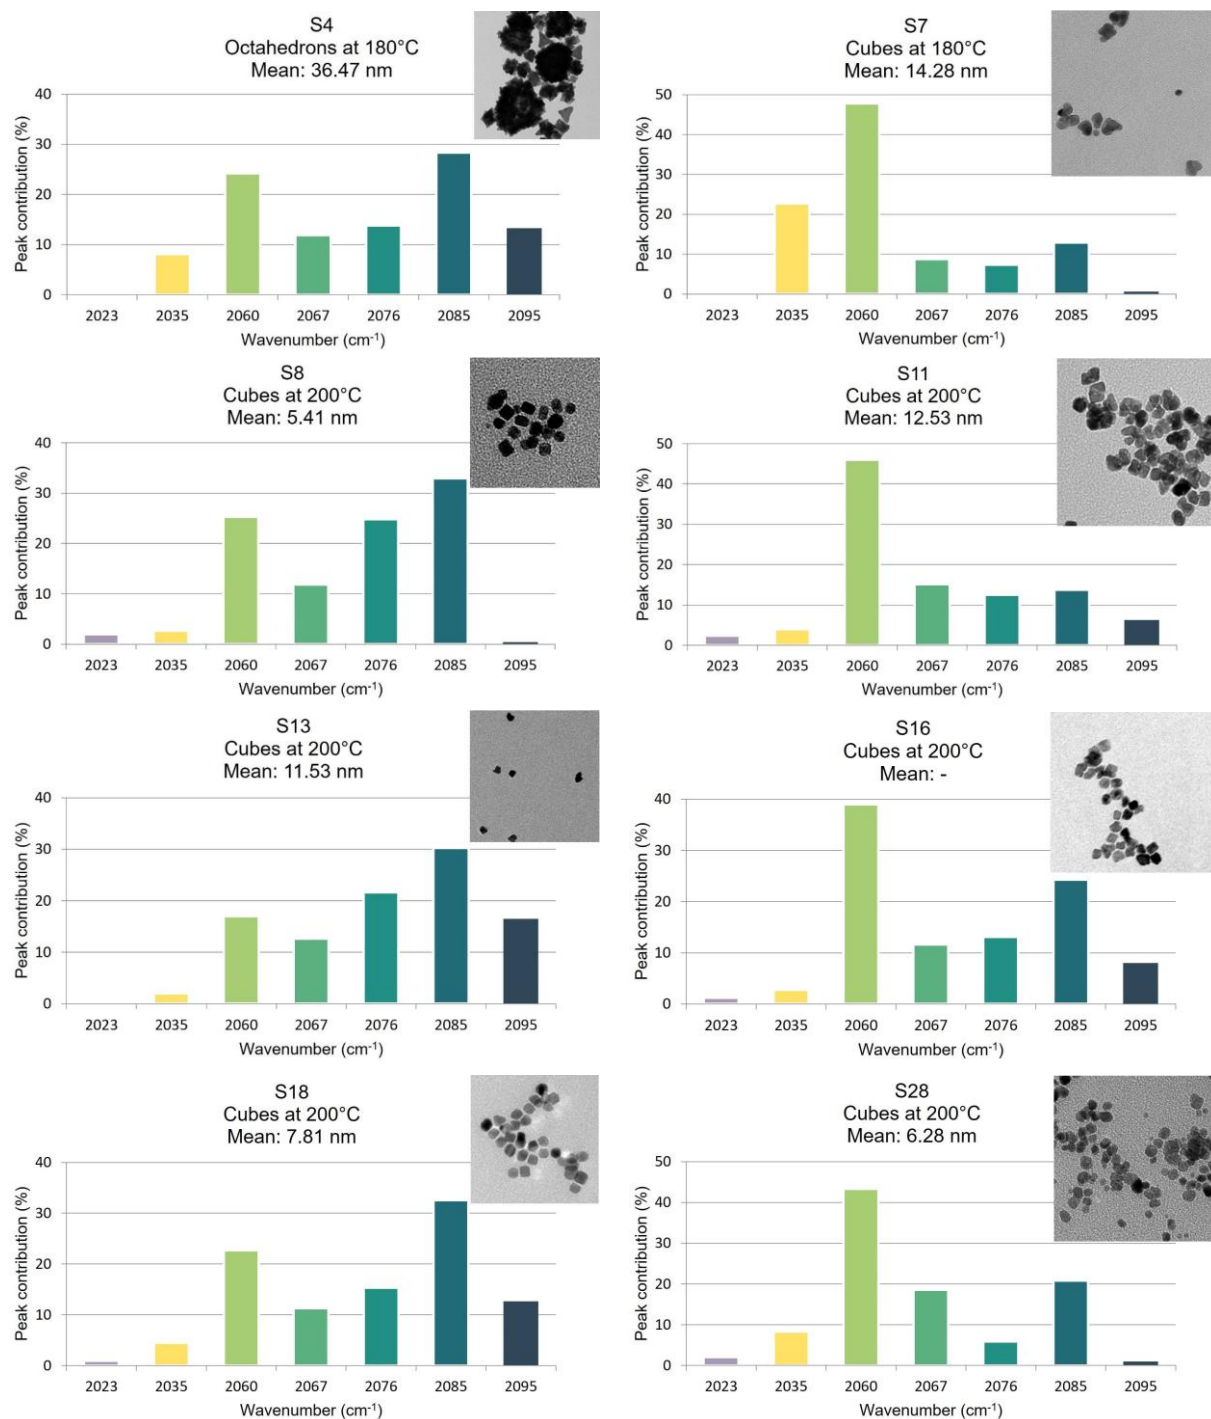 S4
Octahedrons at 180°C
Mean: 36.47 nm
Peak contribution (%)
40
30
20
10
0
2023 2035 2060 2067 2076 2085 2095
Wavenumber (cm⁻¹)
S7
Cubes at 180°C
Mean: 14.28 nm
Peak contribution (%)
50
40
30
20
10
0
2023 2035 2060 2067 2076 2085 2095
Wavenumber (cm⁻¹)
S8
Cubes at 200°C
Mean: 5.41 nm
Peak contribution (%)
40
30
20
10
0
2023 2035 2060 2067 2076 2085 2095
Wavenumber (cm⁻¹)
S11
Cubes at 200°C
Mean: 12.53 nm
Peak contribution (%)
50
40
30
20
10
0
2023 2035 2060 2067 2076 2085 2095
Wavenumber (cm⁻¹)
S13
Cubes at 200°C
Mean: 11.53 nm
Peak contribution (%)
40
30
20
10
0
2023 2035 2060 2067 2076 2085 2095
Wavenumber (cm⁻¹)
S16
Cubes at 200°C
Mean: -
Peak contribution (%)
40
30
20
10
0
2023 2035 2060 2067 2076 2085 2095
Wavenumber (cm⁻¹)
S18
Cubes at 200°C
Mean: 7.81 nm
Peak contribution (%)
40
30
20
10
0
2023 2035 2060 2067 2076 2085 2095
Wavenumber (cm⁻¹)
S28
Cubes at 200°C
Mean: 6.28 nm
Peak contribution (%)
50
40
30
20
10
0
2023 2035 2060 2067 2076 2085 2095
Wavenumber (cm⁻¹)